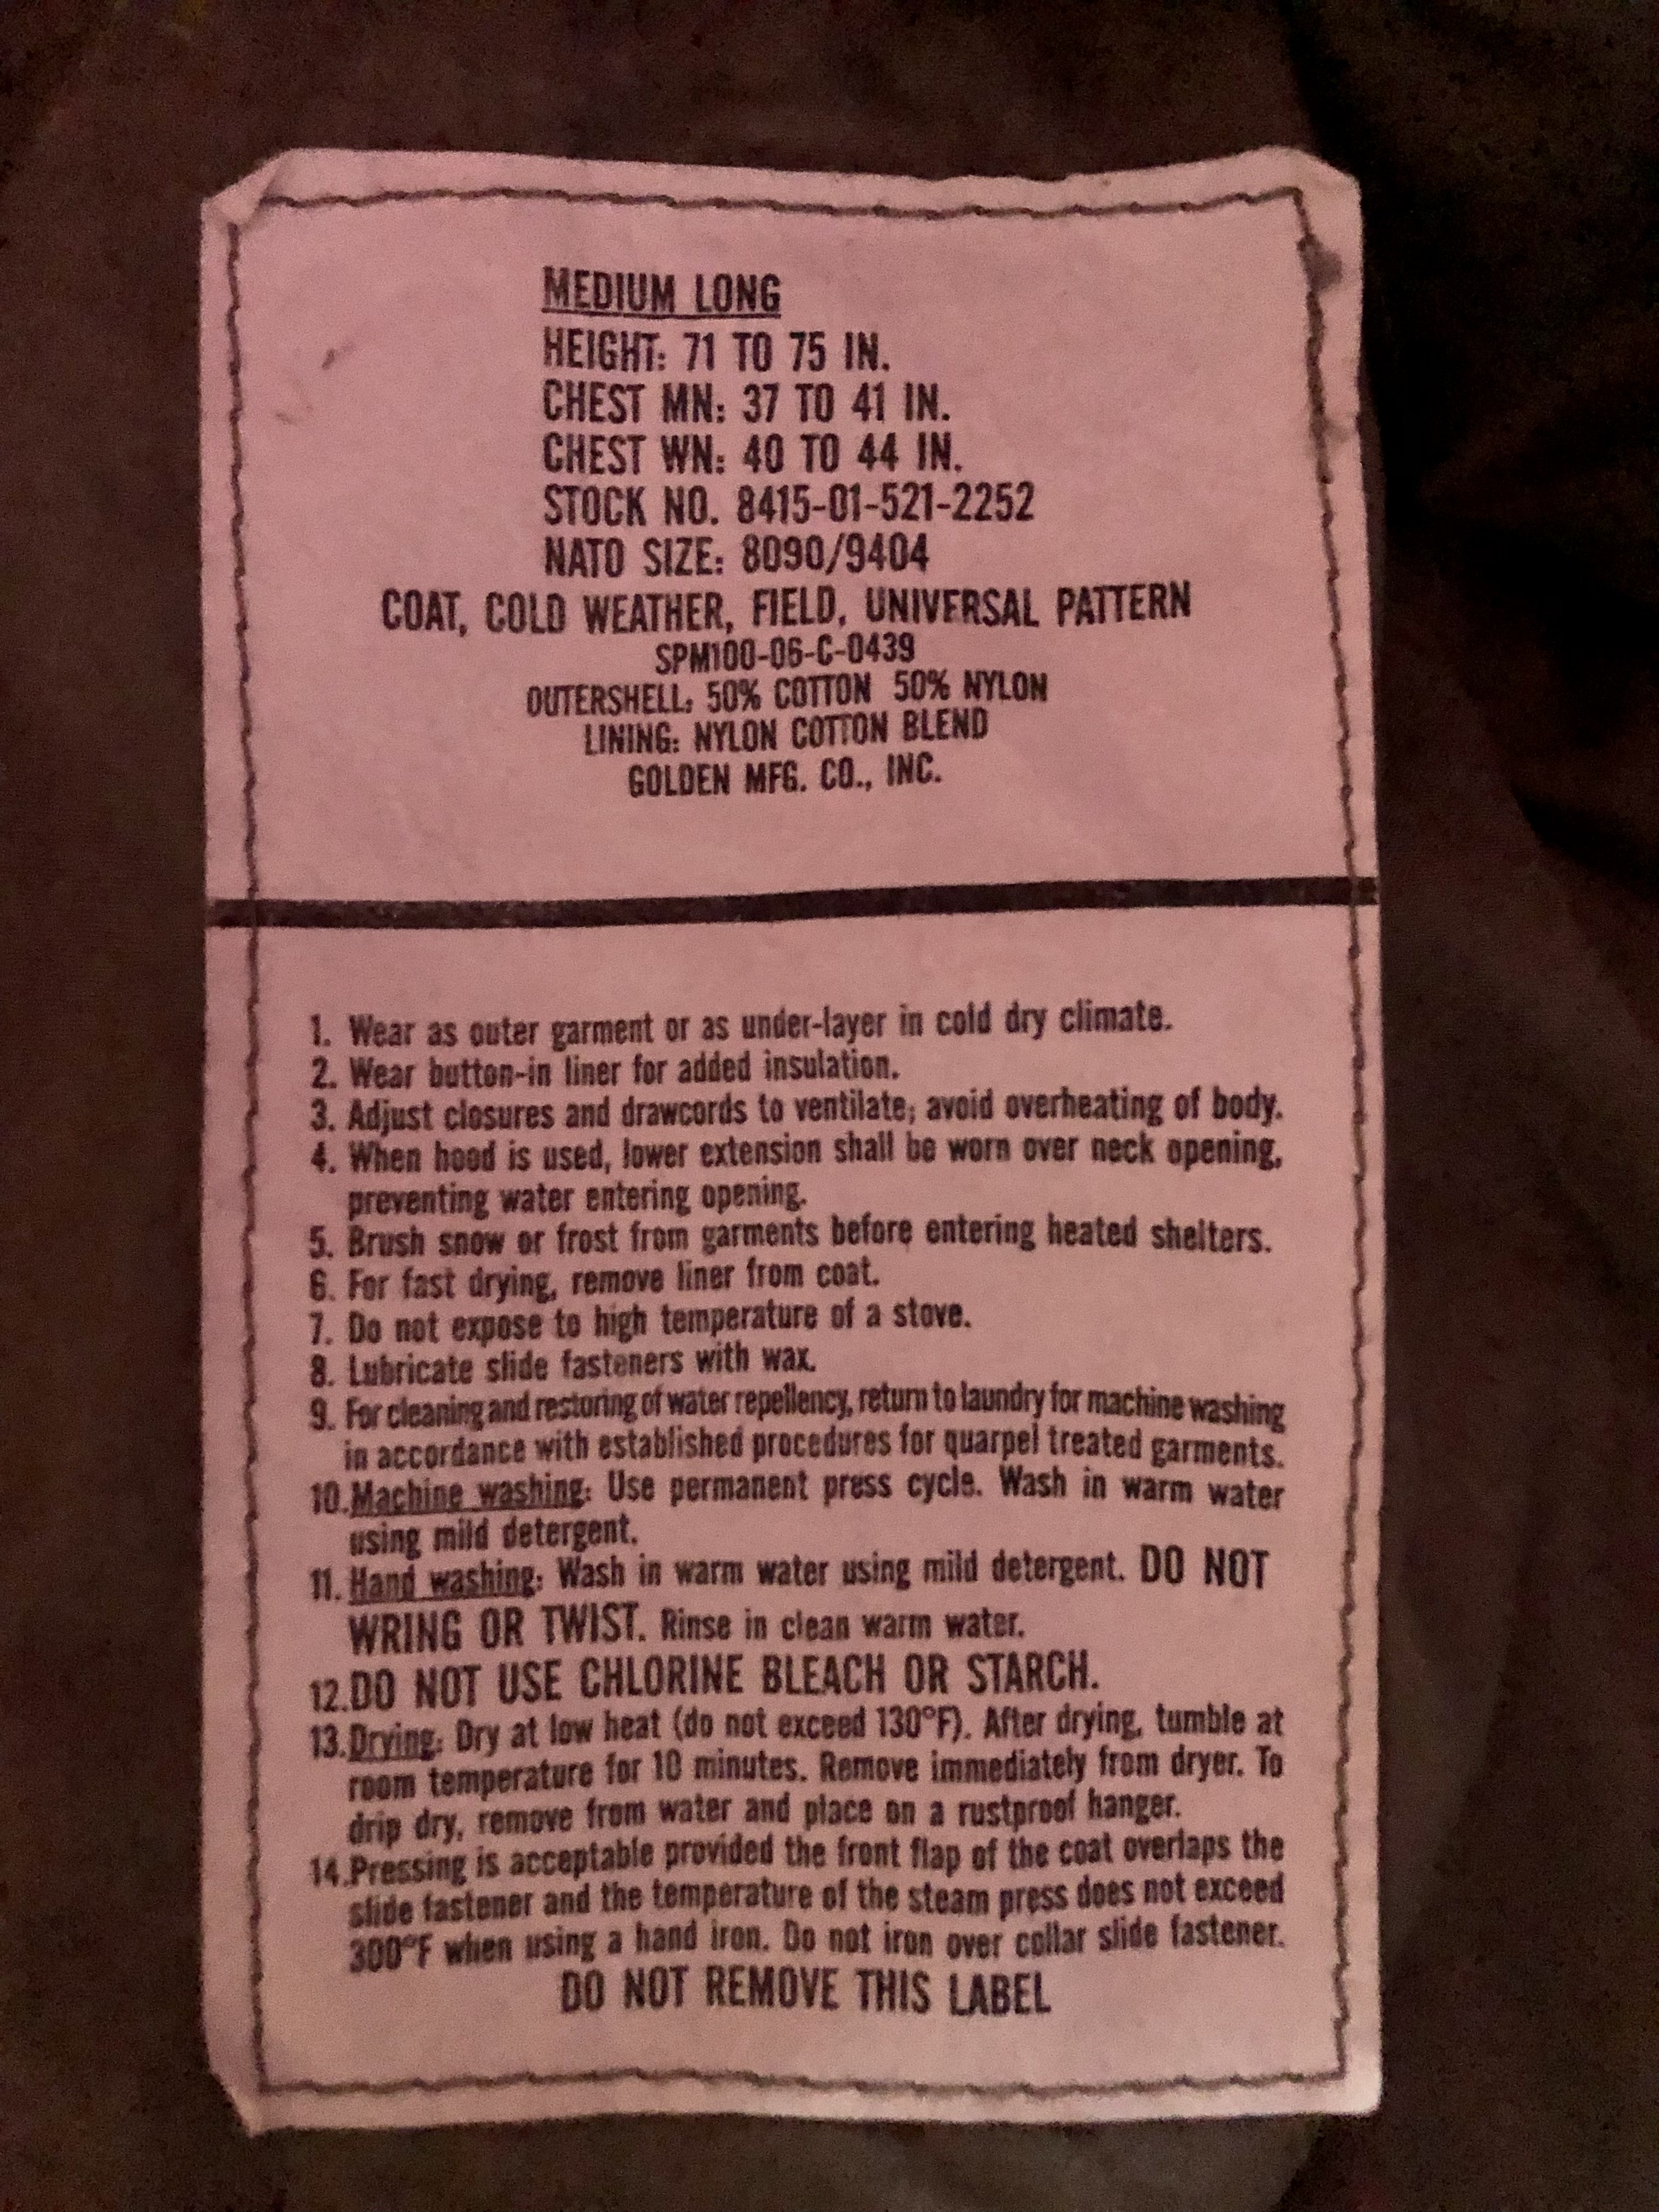 MEDIUM LONG
HEIGHT: 71 TO 75 IN.
CHEST MN: 37 TO 41 IN.
CHEST WN: 40 TO 44 IN.
STOCK NO. 8415-01-521-2252
NATO SIZE: 8090/9404
COAT, COLD WEATHER, FIELD, UNIVERSAL PATTERN
SPM100-06-C-0439
OUTERSHELL: 50% COTTON 50% NYLON
LINING: NYLON COTTON BLEND
GOLDEN MFG. CO., INC.
1. Wear as outer garment or as under-layer in cold dry climate.
2. Wear button-in liner for added insulation.
3. Adjust closures and drawcords to ventilate; avoid overheating of body.
4. When hood is used, lower extension shall be worn over neck opening,
preventing water entering opening.
5. Brush snow or frost from garments before entering heated shelters.
6. For fast drying, remove liner from coat.
7. Do not expose to high temperature of a stove.
8. Lubricate slide fasteners with wax.
9. For cleaning and restoring of water repellency, return to laundry for machine washing
in accordance with established procedures for quarpel treated garments.
10. Machine washing: Use permanent press cycle. Wash in warm water
using mild detergent.
11. Hand washing: Wash in warm water using mild detergent. DO NOT
WRING OR TWIST. Rinse in clean warm water.
12. DO NOT USE CHLORINE BLEACH OR STARCH.
13. Drying: Dry at low heat (do not exceed 130°F). After drying, tumble at
room temperature for 10 minutes. Remove immediately from dryer. To
drip dry, remove from water and place on a rustproof hanger.
14. Pressing is acceptable provided the front flap of the coat overlaps the
slide fastener and the temperature of the steam press does not exceed
300°F when using a hand iron. Do not iron over collar slide fastener.
DO NOT REMOVE THIS LABEL